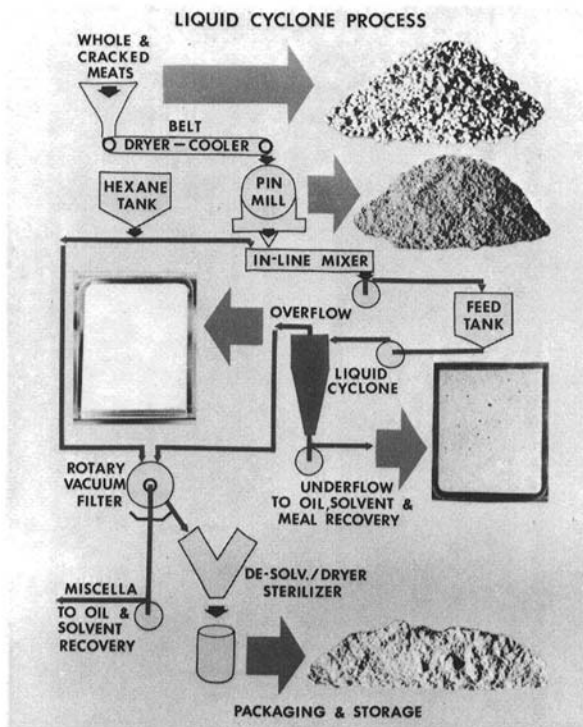 LIQUID CYCLONE PROCESS
WHOLE &
CRACKED
MEATS
BELT
DRYER — COOLER
HEXANE
TANK
PIN
MILL
IN-LINE MIXER
FEED
TANK
OVERFLOW
LIQUID
CYCLONE
ROTARY
VACUUM
FILTER
UNDERFLOW
TO OIL, SOLVENT &
MEAL RECOVERY
DE-SOLV./DRYER
STERILIZER
MISCELLA
TO OIL &
SOLVENT
RECOVERY
PACKAGING & STORAGE